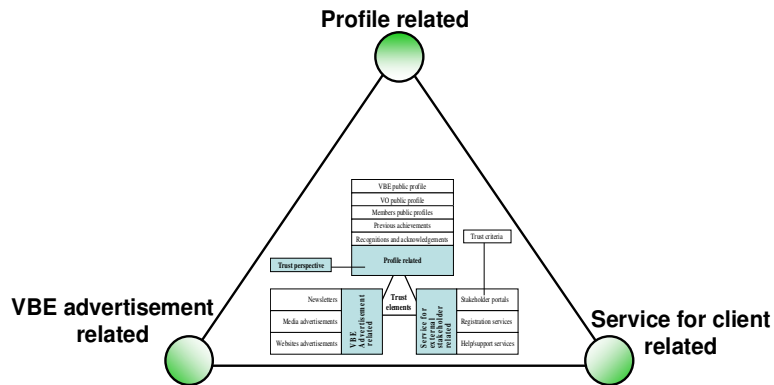 Profile related
VBE public profile
VO public profile
Members public profiles
Previous achievements
Recognitions and acknowledgements
Trust criteria
Profile related
Trust perspective
Newsletters
Media advertisements
Websites advertisements
VBE
Advertisement
related
Trust
elements
Service for
external
stakeholder
related
Stakeholder portals
Registration services
Help/support services
VBE advertisement
related
Service for client
related